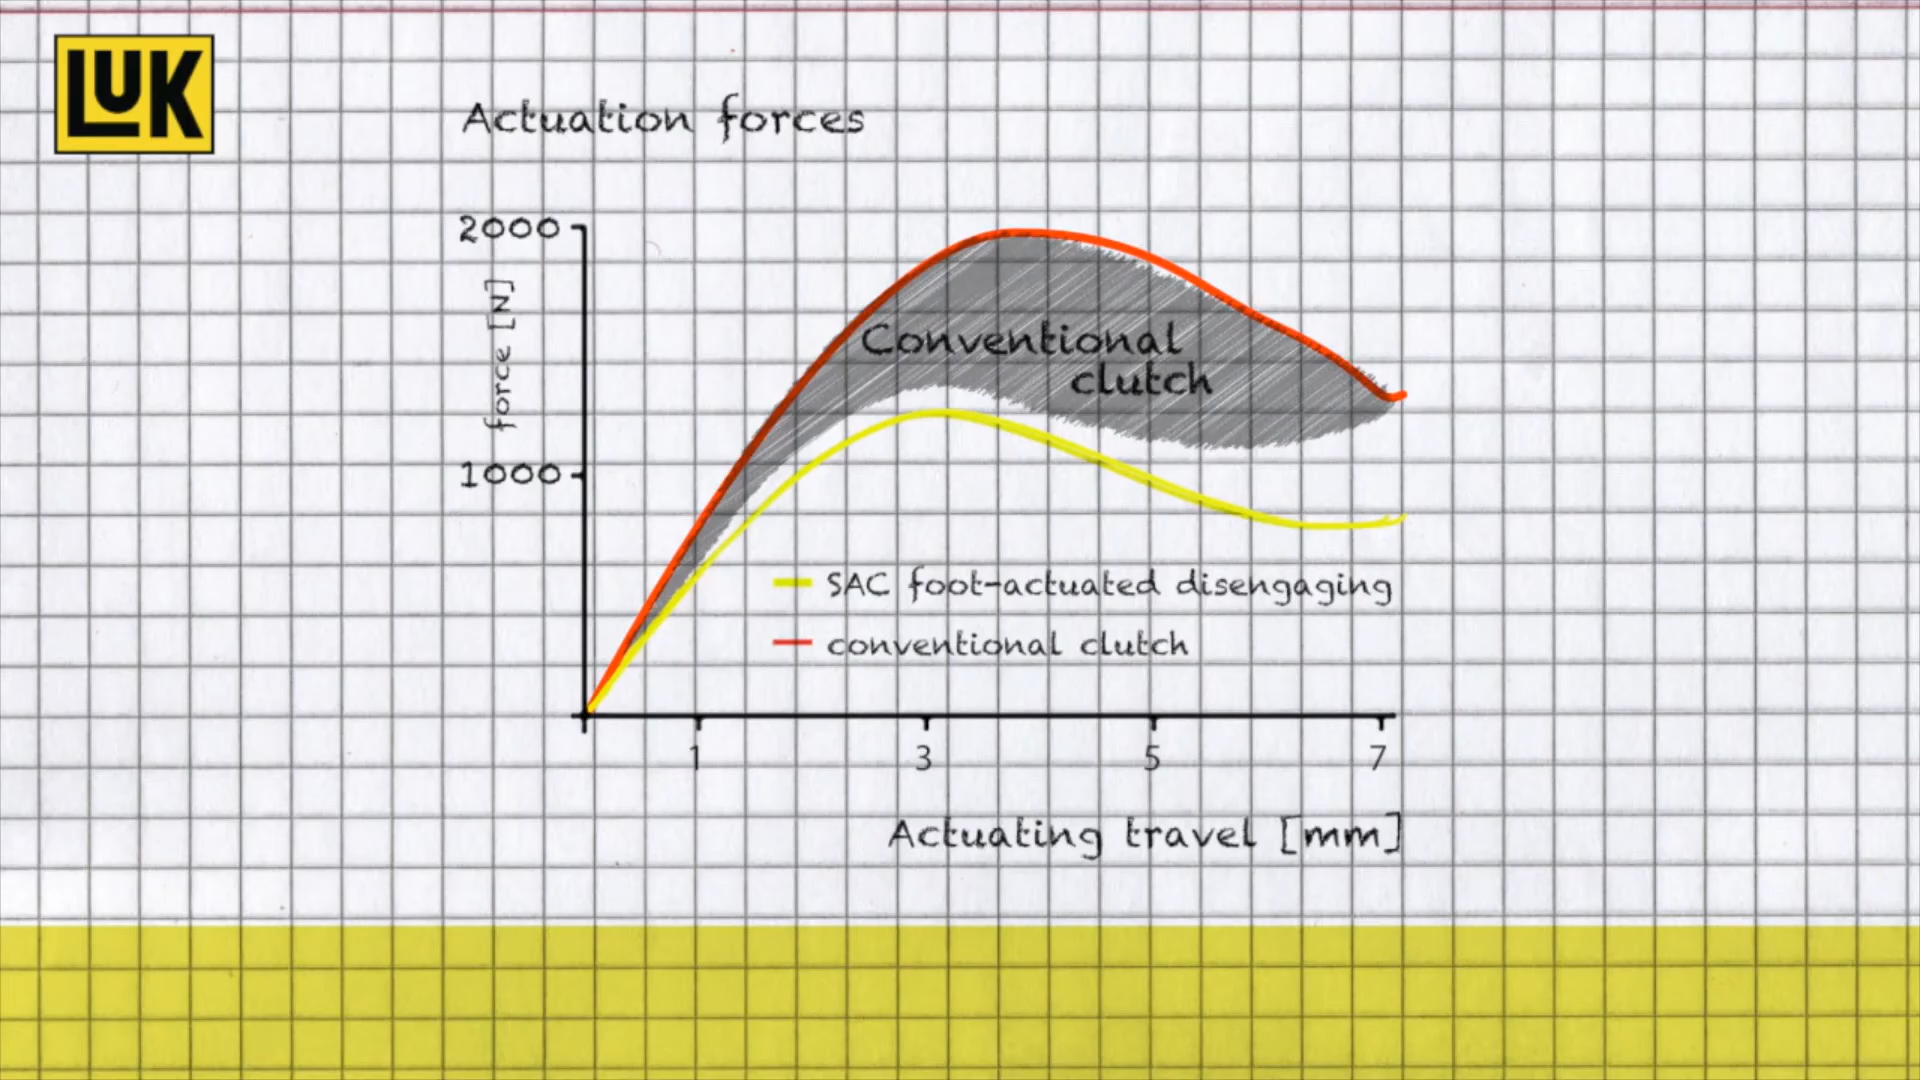 LUK
Actuation forces
2000
force [N]
Conventional
clutch
1000
SAC foot-actuated disengaging
conventional clutch
1 3 5 7
Actuating travel [mm]